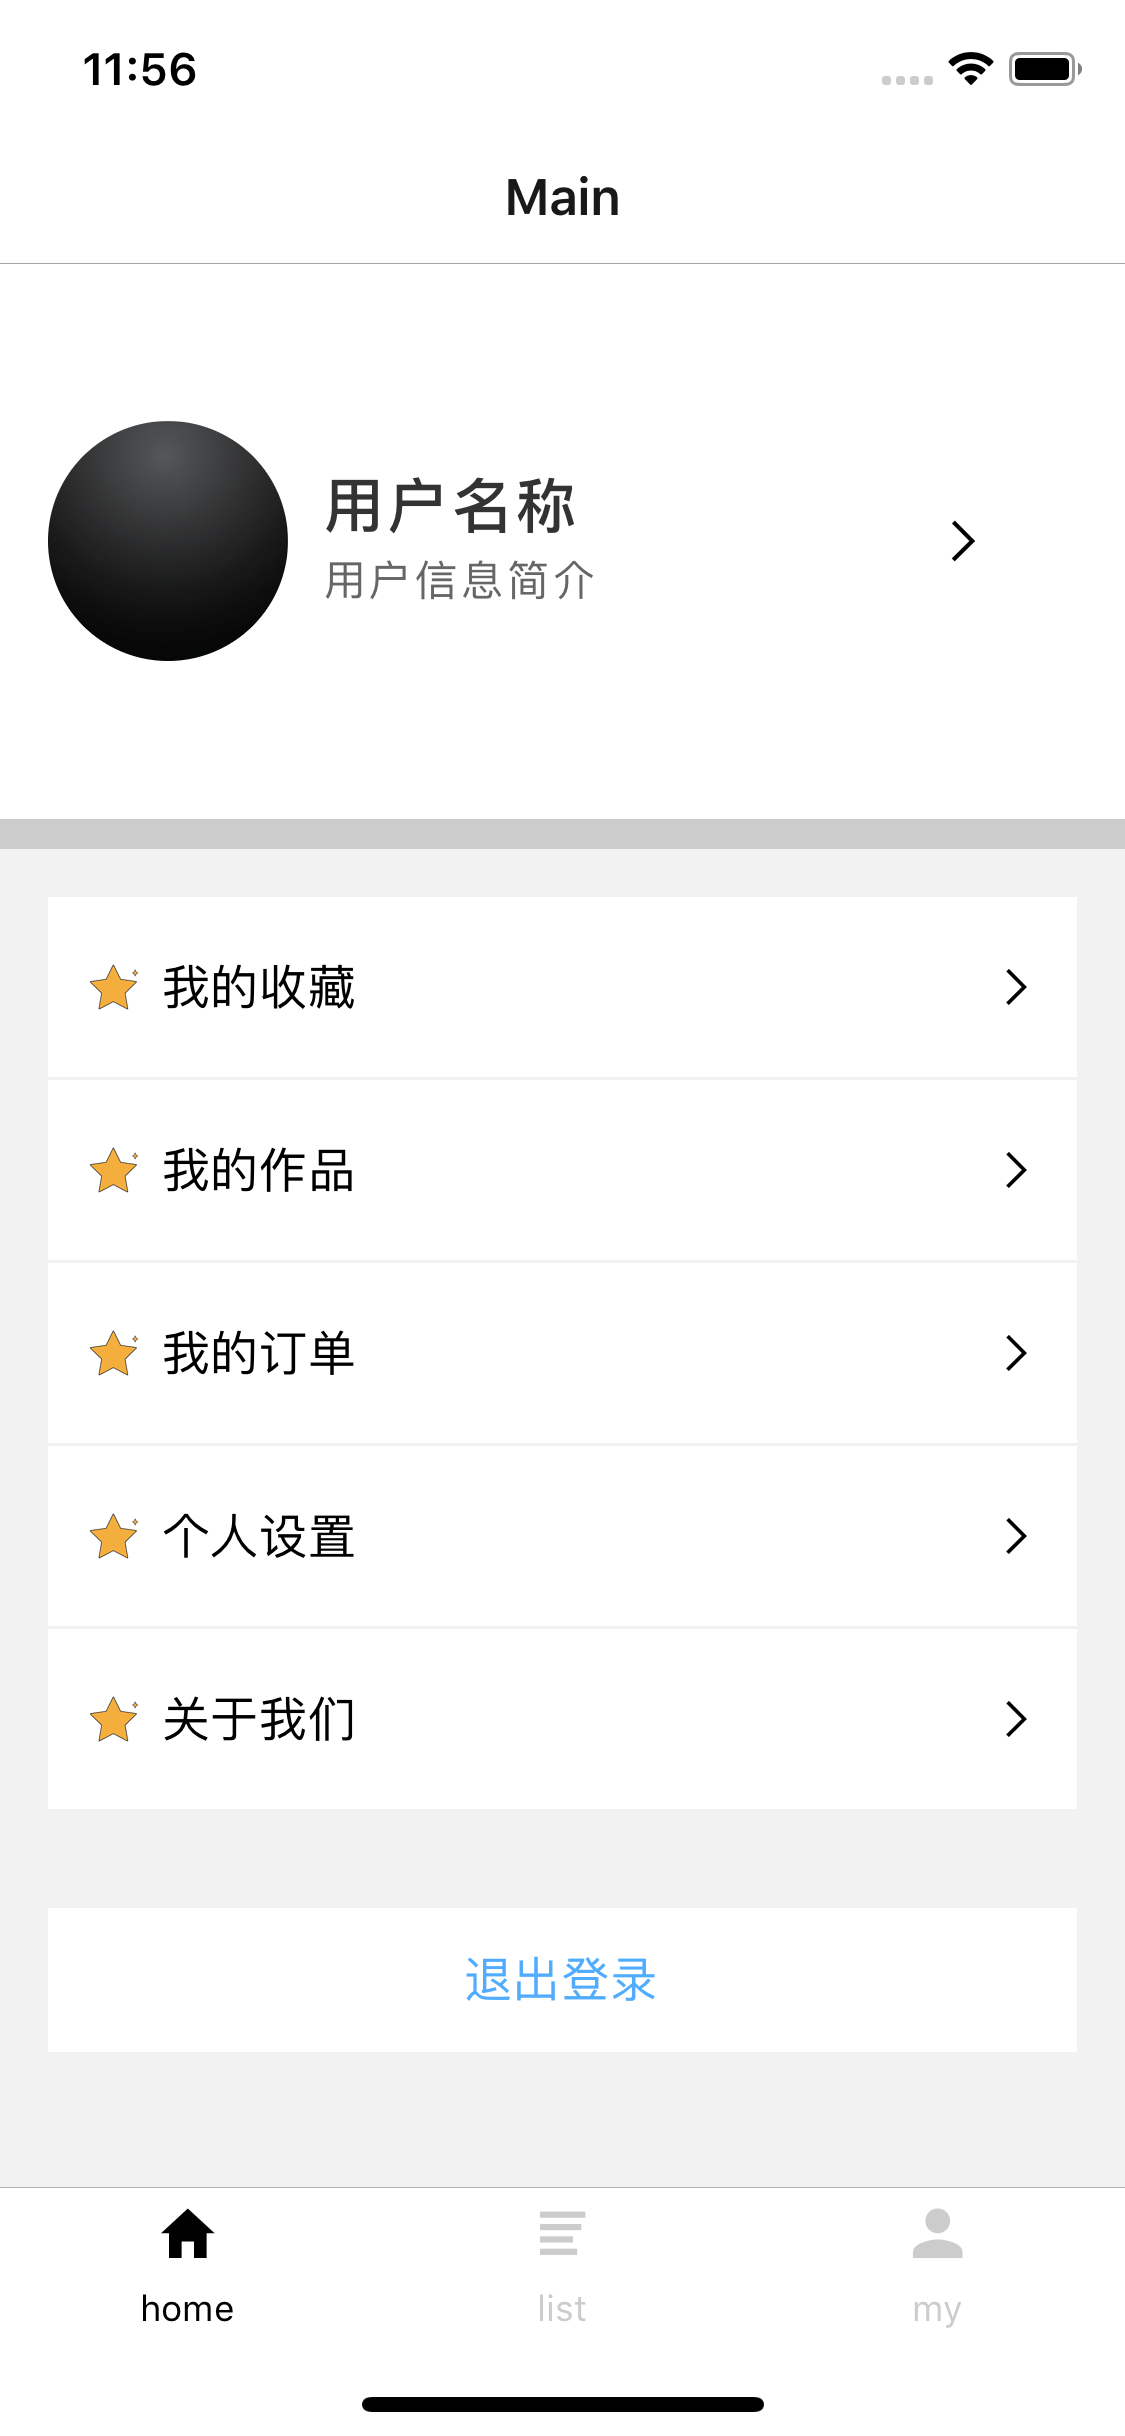 11:56
Main
用户名称
用户信息简介
我的收藏
我的作品
我的订单
个人设置
关于我们
退出登录
home
list
my